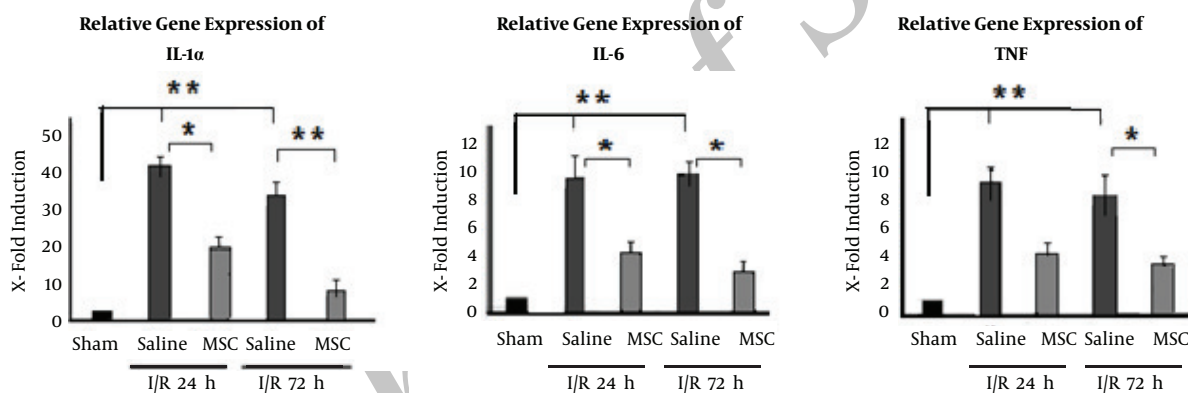 Relative Gene Expression of
IL-1α
**
*
**
X- Fold Induction
50
40
30
20
10
0
Sham Saline MSC Saline MSC
I/R 24 h I/R 72 h
Relative Gene Expression of
IL-6
**
*
*
X- Fold Induction
12
10
8
6
4
2
0
Sham Saline MSC Saline MSC
I/R 24 h I/R 72 h
Relative Gene Expression of
TNF
**
*
X- Fold Induction
12
10
8
6
4
2
0
Sham Saline MSC Saline MSC
I/R 24 h I/R 72 h